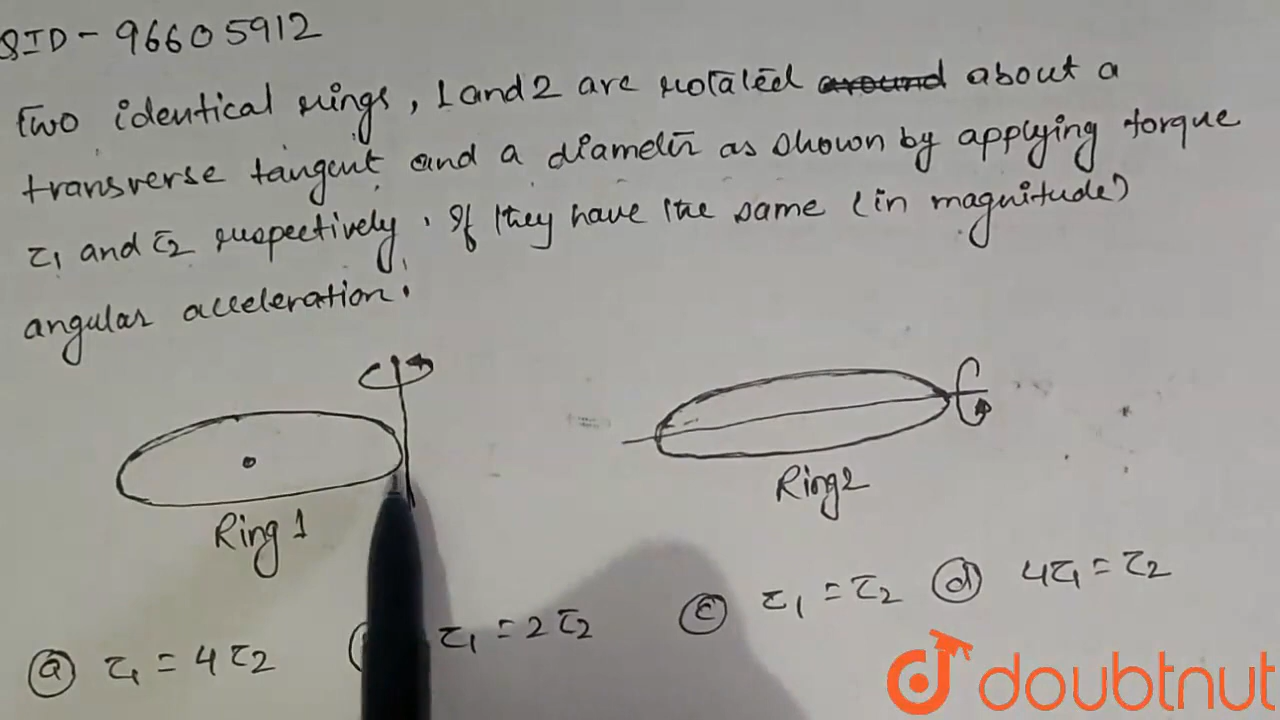 QID - 96605912
Two identical rings, 1 and 2 are rotated around about a
transverse tangent and a diameter as shown by applying torque
τ1 and τ2 respectively. If they have the same (in magnitude)
angular acceleration.
Ring 1
Ring 2
(a) τ1 = 4τ2 ( τ1 = 2τ2 (c) τ1 = τ2 (d) 4τ1 = τ2
doubtnut